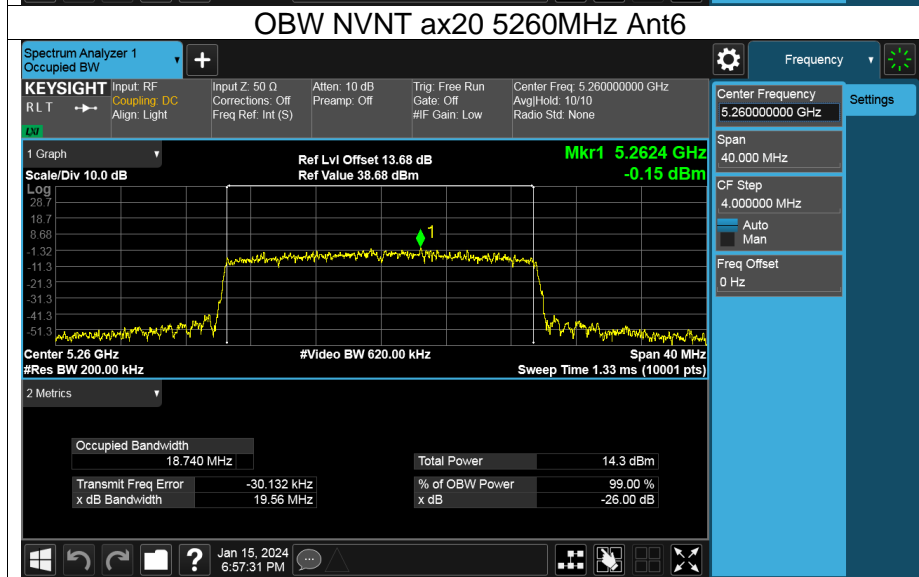 OBW NVNT ax20 5260MHz Ant6
Spectrum Analyzer 1
Occupied BW
+
Frequency
KEYSIGHT
R L T
LXI
Input: RF
Coupling: DC
Align: Light
Input Z: 50 Ω
Corrections: Off
Freq Ref: Int (S)
Atten: 10 dB
Preamp: Off
Trig: Free Run
Gate: Off
#IF Gain: Low
Center Freq: 5.260000000 GHz
Avg|Hold: 10/10
Radio Std: None
Center Frequency
5.260000000 GHz
Settings
Span
40.000 MHz
CF Step
4.000000 MHz
Auto
Man
Freq Offset
0 Hz
1 Graph
Scale/Div 10.0 dB
Ref Lvl Offset 13.68 dB
Ref Value 38.68 dBm
Mkr1 5.2624 GHz
-0.15 dBm
Log
28.7
18.7
8.68
-1.32
-11.3
-21.3
-31.3
-41.3
-51.3
1
Center 5.26 GHz
#Video BW 620.00 kHz
Span 40 MHz
#Res BW 200.00 kHz
Sweep Time 1.33 ms (10001 pts)
2 Metrics
Occupied Bandwidth
18.740 MHz
Total Power 14.3 dBm
Transmit Freq Error -30.132 kHz
% of OBW Power 99.00 %
x dB Bandwidth 19.56 MHz
x dB -26.00 dB
?
Jan 15, 2024
6:57:31 PM